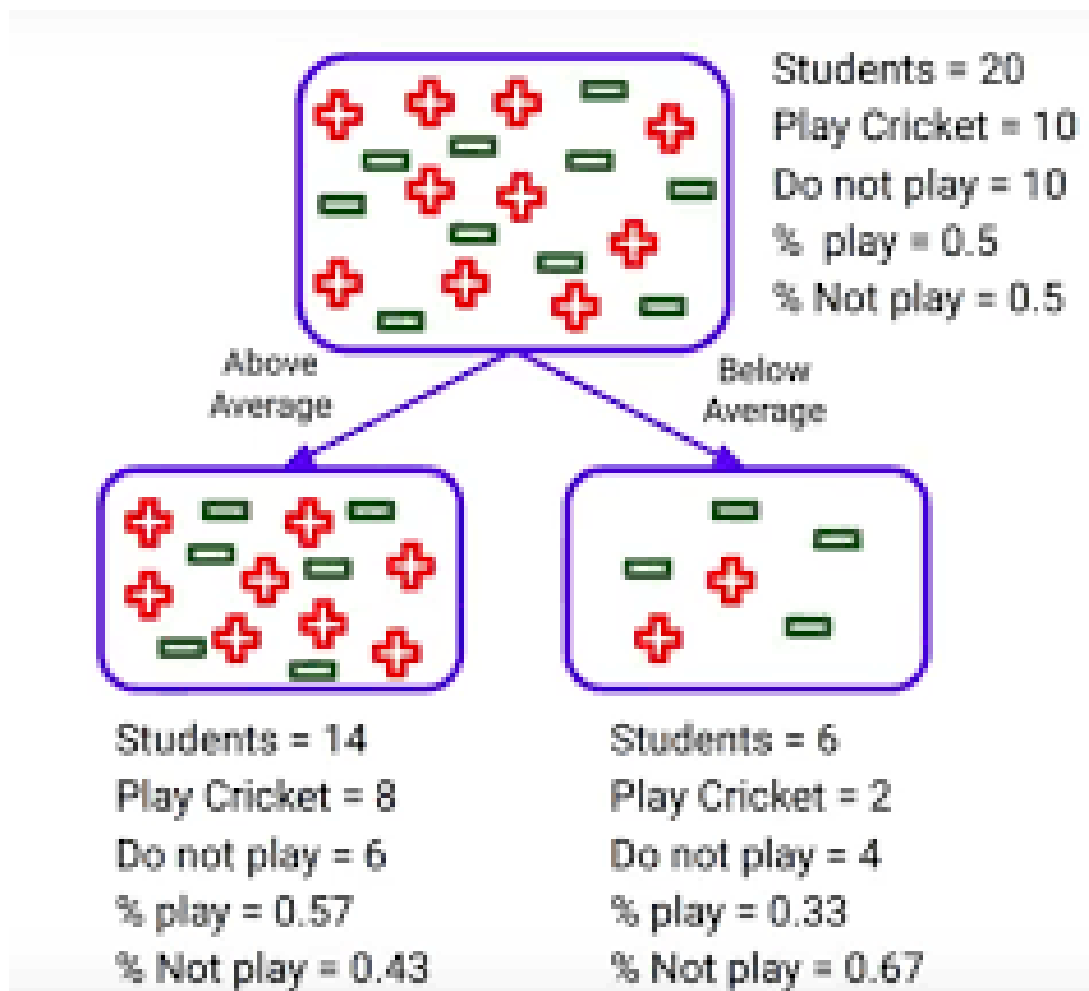 Students = 20
Play Cricket = 10
Do not play = 10
% play = 0.5
% Not play = 0.5
Above
Average
Below
Average
Students = 14
Play Cricket = 8
Do not play = 6
% play = 0.57
% Not play = 0.43
Students = 6
Play Cricket = 2
Do not play = 4
% play = 0.33
% Not play = 0.67